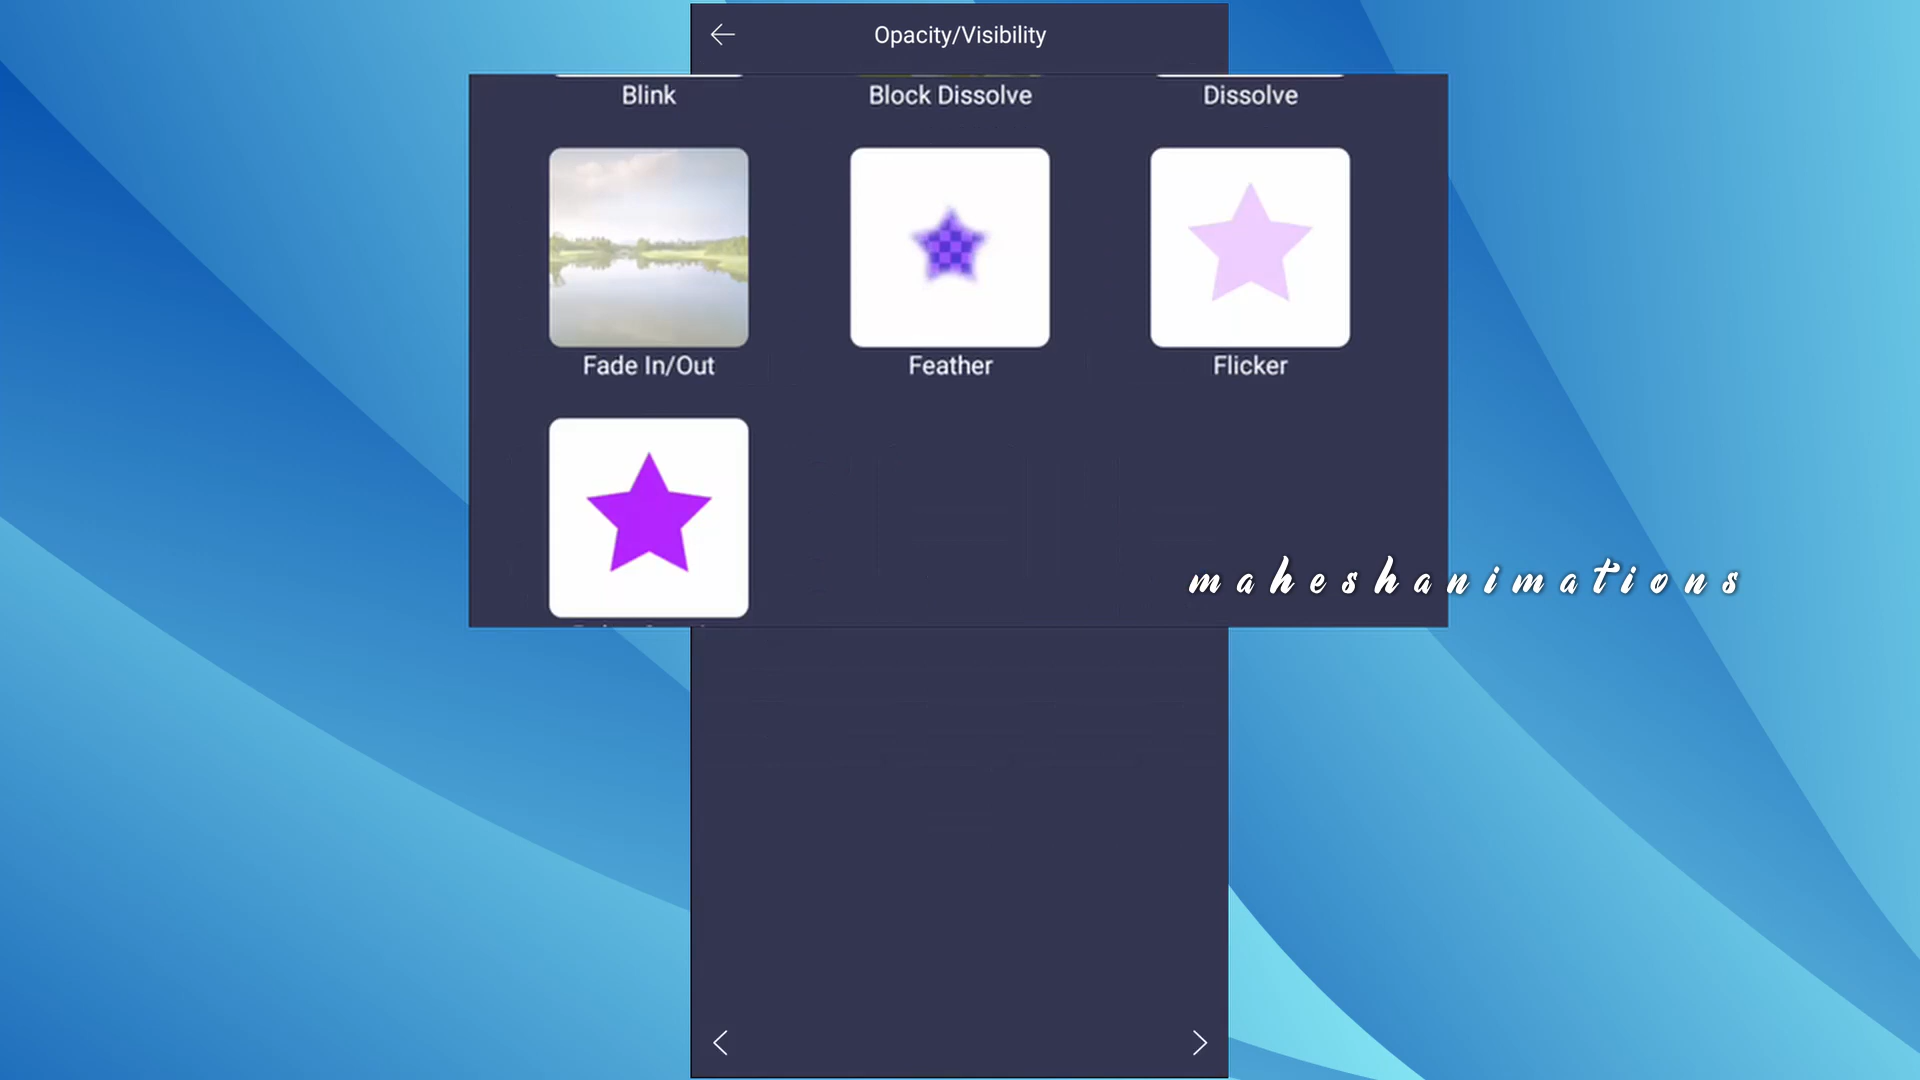 Opacity/Visibility
Blink
Block Dissolve
Dissolve
Fade In/Out
Feather
Flicker
maheshanimations